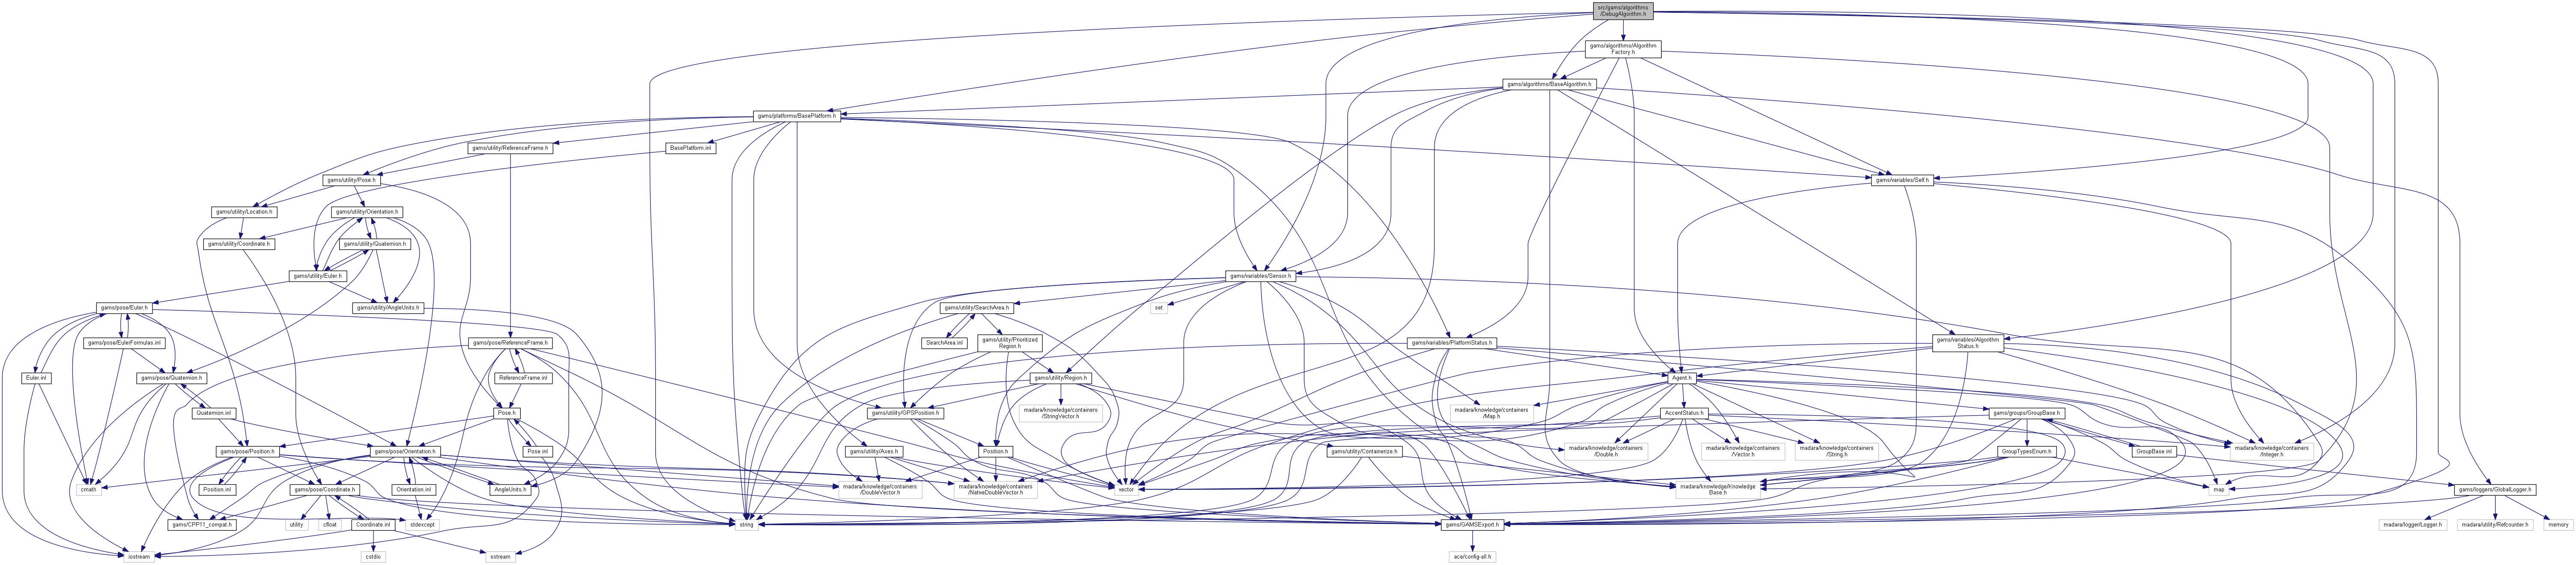 src/gams/algorithms
/DebugAlgorithm.h
gams/algorithms/Algorithm
Factory.h
gams/algorithms/BaseAlgorithm.h
gams/platforms/BasePlatform.h
gams/utility/ReferenceFrame.h
BasePlatform.inl
gams/utility/Pose.h
gams/variables/Self.h
gams/utility/Location.h
gams/utility/Orientation.h
gams/utility/Coordinate.h
gams/utility/Quaternion.h
gams/utility/Euler.h
gams/variables/Sensor.h
gams/pose/Euler.h
gams/utility/AngleUnits.h
gams/utility/SearchArea.h
set
gams/pose/EulerFormulas.inl
gams/pose/ReferenceFrame.h
SearchArea.inl
gams/utility/Prioritized
Region.h
gams/variables/PlatformStatus.h
gams/variables/Algorithm
Status.h
Euler.inl
gams/pose/Quaternion.h
ReferenceFrame.inl
gams/utility/Region.h
Agent.h
Quaternion.inl
Pose.h
gams/utility/GPSPosition.h
madara/knowledge/containers
/StringVector.h
madara/knowledge/containers
/Map.h
AccentStatus.h
gams/groups/GroupBase.h
gams/pose/Position.h
gams/pose/Orientation.h
Pose.inl
gams/utility/Axes.h
Position.h
gams/utility/Containerize.h
madara/knowledge/containers
/Double.h
madara/knowledge/containers
/Vector.h
madara/knowledge/containers
/String.h
GroupTypesEnum.h
GroupBase.inl
madara/knowledge/containers
/Integer.h
cmath
Position.inl
gams/pose/Coordinate.h
Orientation.inl
AngleUnits.h
madara/knowledge/containers
/DoubleVector.h
madara/knowledge/containers
/NativeDoubleVector.h
vector
madara/knowledge/Knowledge
Base.h
map
gams/loggers/GlobalLogger.h
gams/CPP11_compat.h
utility
cfloat
Coordinate.inl
stdexcept
string
gams/GAMSExport.h
madara/logger/Logger.h
madara/utility/Refcounter.h
memory
iostream
cstdio
sstream
ace/config-all.h